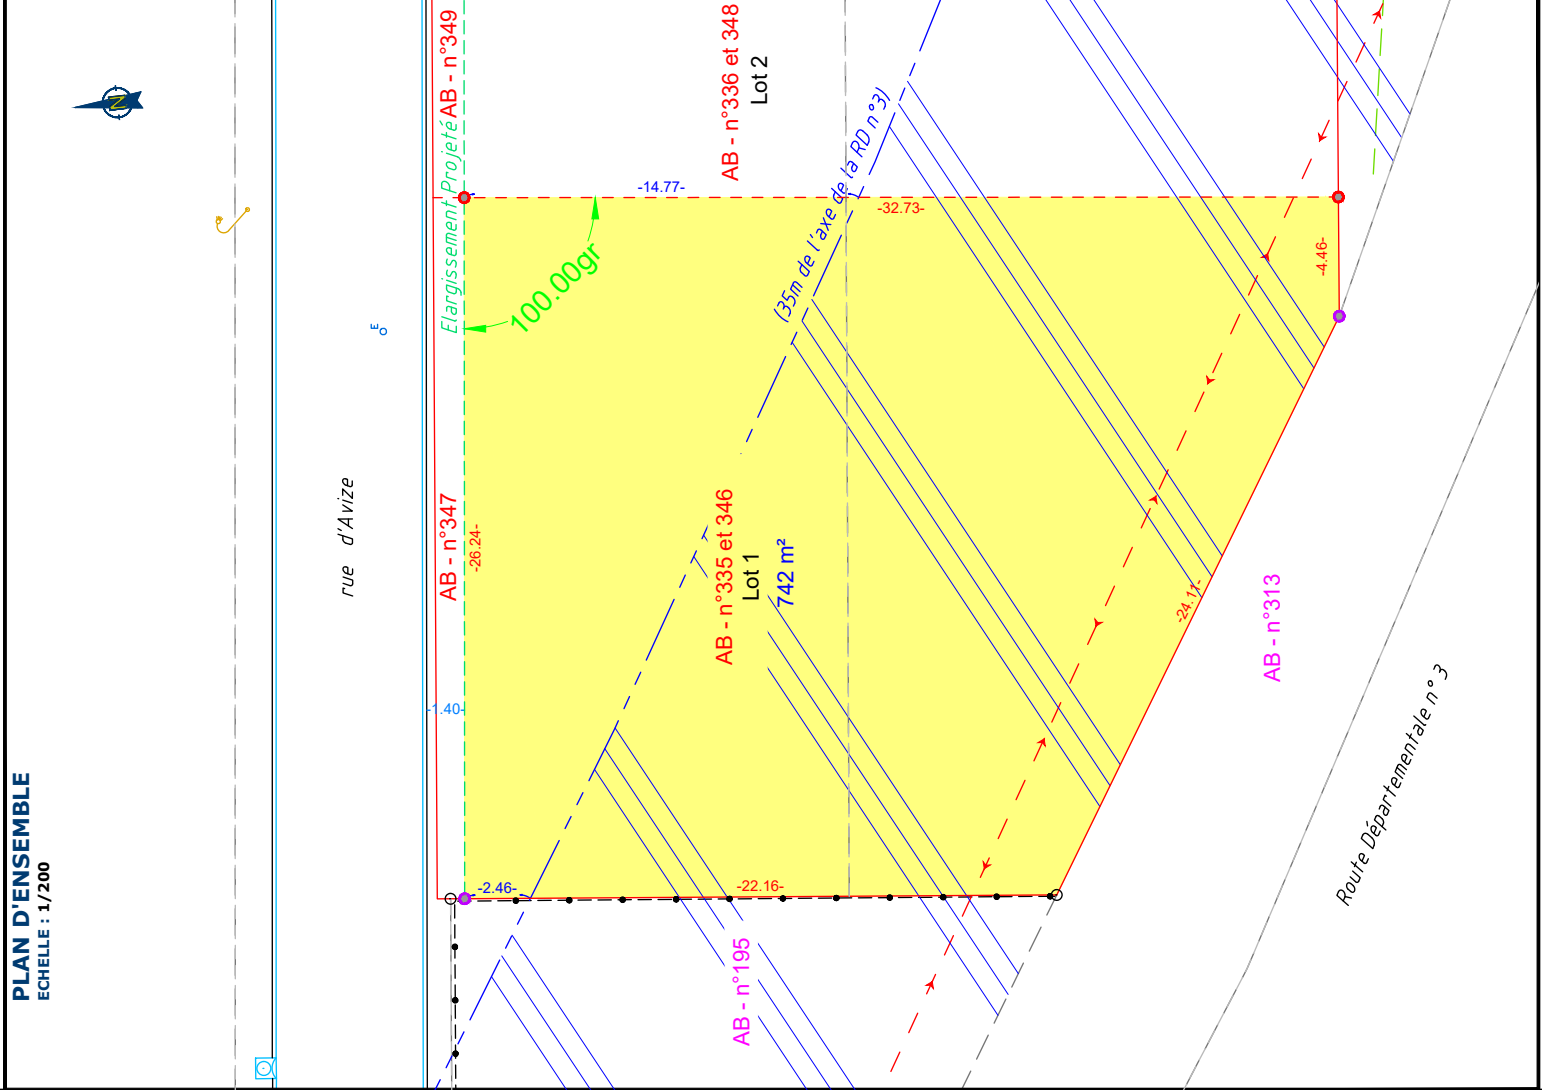 PLAN D'ENSEMBLE
ECHELLE : 1/200
N
rue d'Avize
E
AB - n°349
Elargissement Projeté
AB - n°347
-26.24-
-1.40-
100.00gr
-14.77-
-32.73-
AB - n°336 et 348
Lot 2
(35m de l'axe de la RD n°3)
-4.46-
AB - n°335 et 346
Lot 1
742 m²
-24.11-
AB - n°313
Route Départementale n° 3
-2.46-
-22.16-
AB - n°195